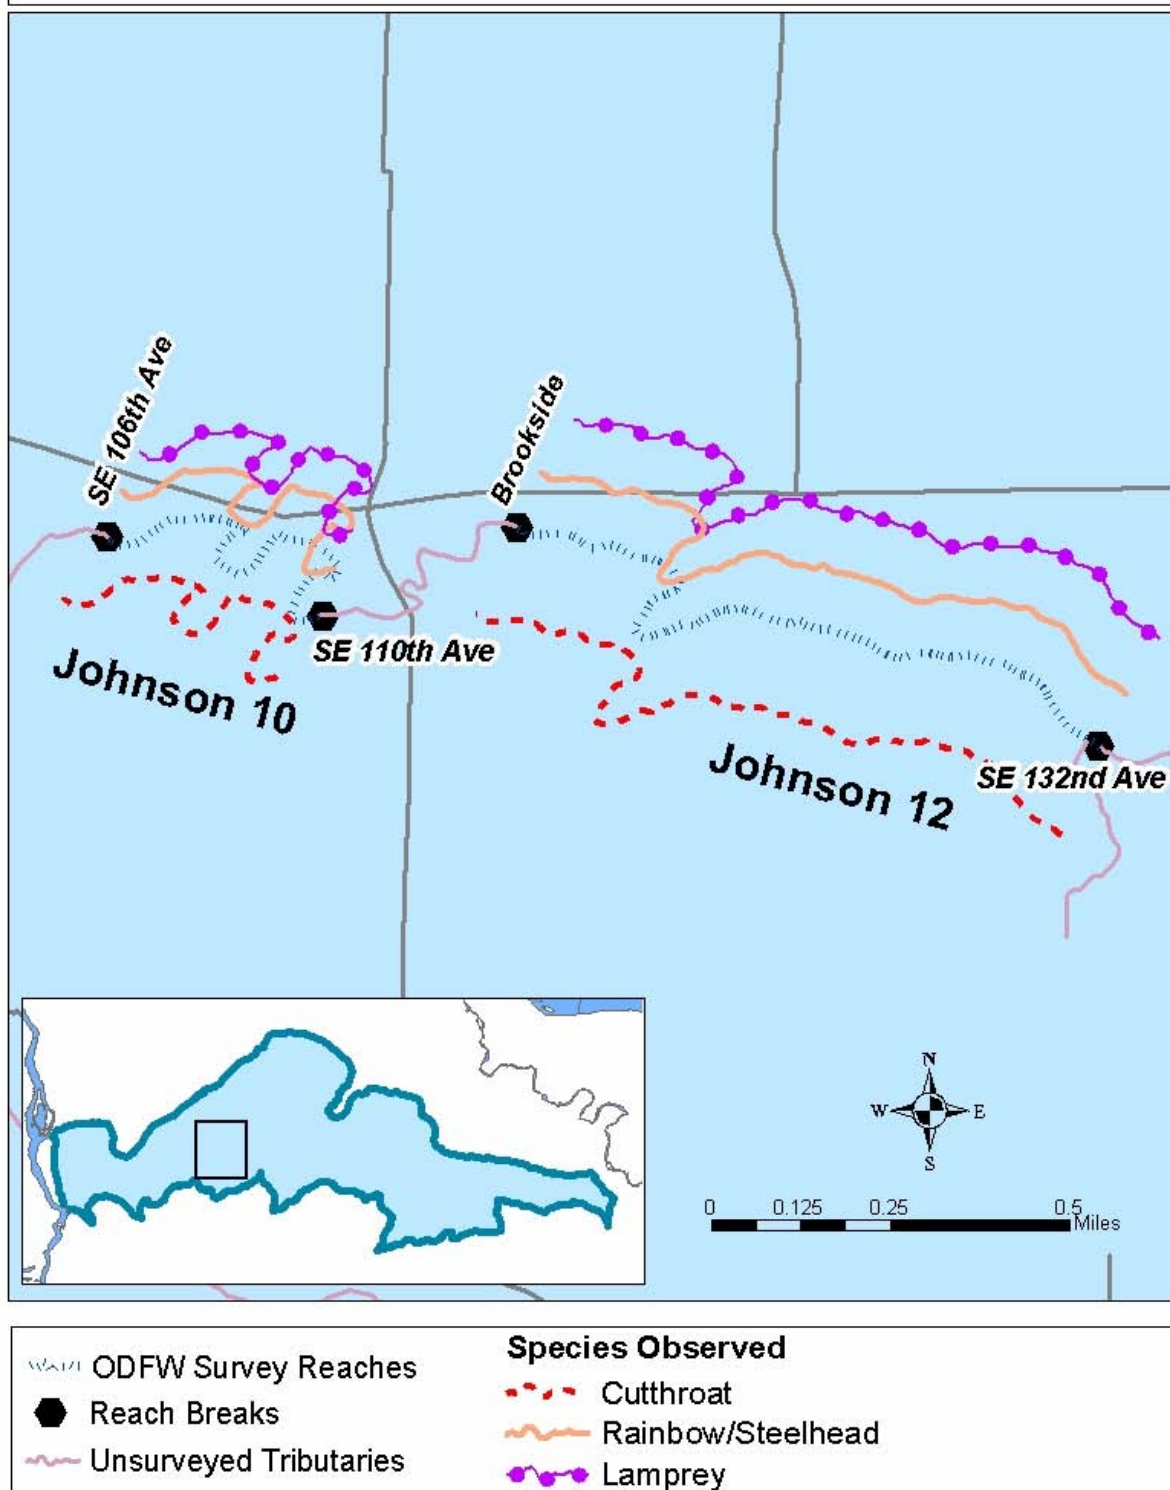 SE 106th Ave
Brookside
SE 110th Ave
Johnson 10
Johnson 12
SE 132nd Ave
N
W E
S
0 0.125 0.25 0.5
Miles
ODFW Survey Reaches
Reach Breaks
Unsurveyed Tributaries
Species Observed
Cutthroat
Rainbow/Steelhead
Lamprey